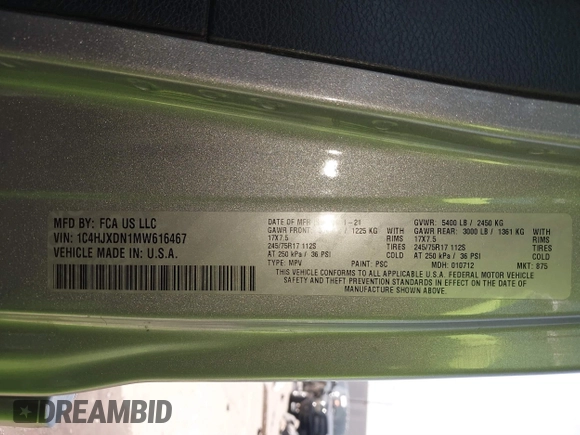 MFD BY: FCA US LLC
VIN: 1C4HJXDN1MW616467
VEHICLE MADE IN: U.S.A.
DATE OF MFR -21 GVWR: 5400 LB / 2450 KG
GAWR FRONT / 1225 KG WITH GAWR REAR: 3000 LB / 1361 KG WITH
17X7.5 TIRES 17X7.5 TIRES
245/75R17 112S RIMS 245/75R17 112S RIMS
AT 250 kPa / 36 PSI COLD AT 250 kPa / 36 PSI COLD
TYPE: MPV PAINT: PSC MDH: 010712 MKT: 875
THIS VEHICLE CONFORMS TO ALL APPLICABLE U.S.A. FEDERAL MOTOR VEHICLE
SAFETY AND THEFT PREVENTION STANDARDS IN EFFECT ON THE DATE OF
MANUFACTURE SHOWN ABOVE.
DREAMBID